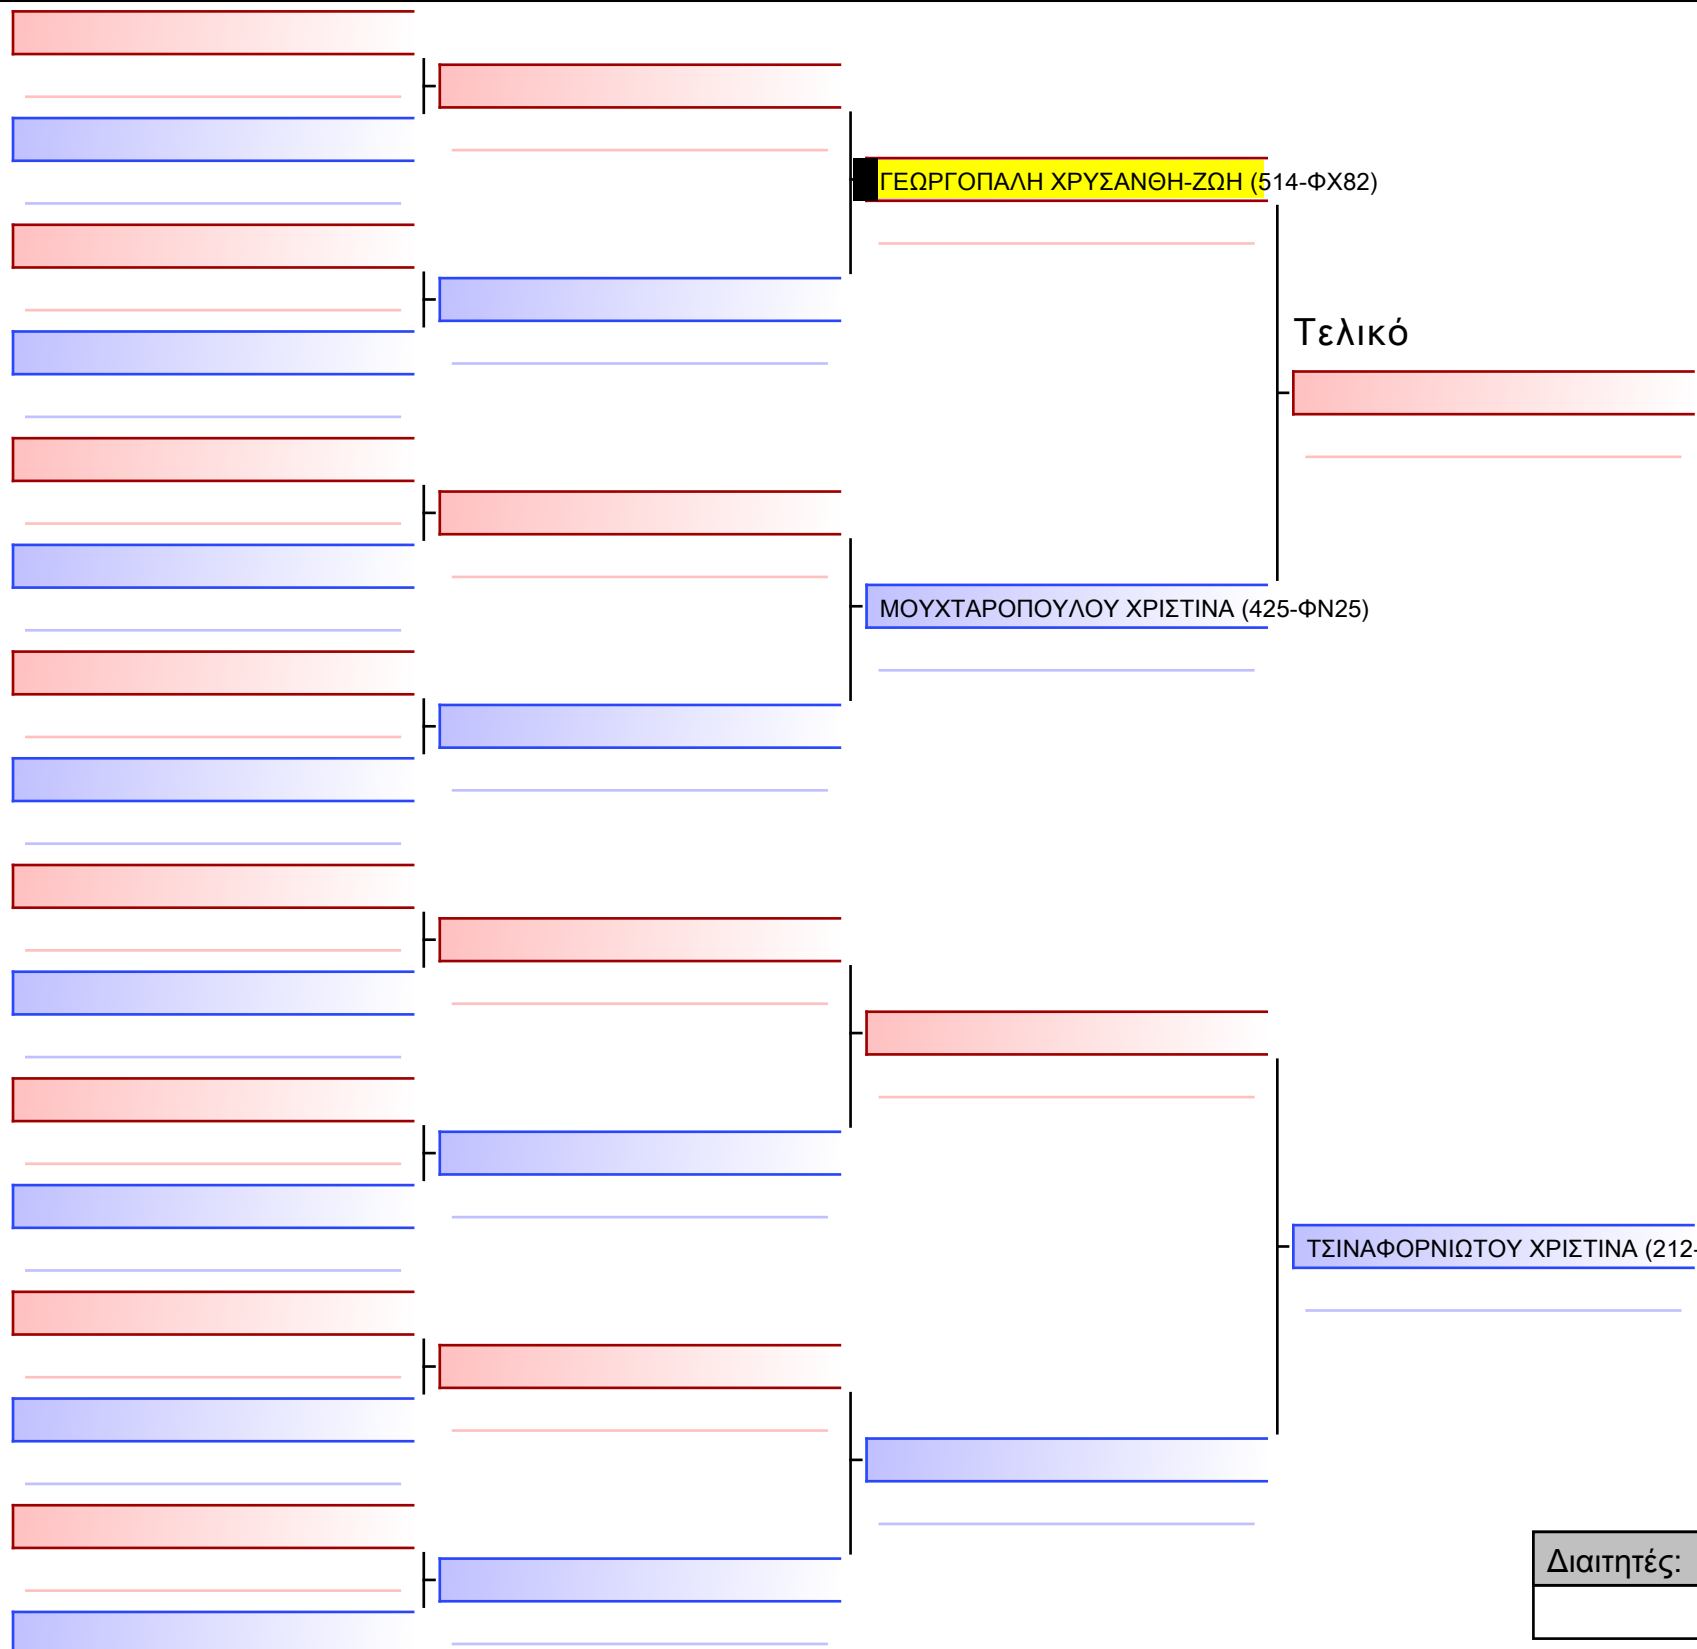 ΓΕΩΡΓΟΠΑΛΗ ΧΡΥΣΑΝΘΗ-ΖΩΗ (514-ΦΧ82)
Τελικό
ΜΟΥΧΤΑΡΟΠΟΥΛΟΥ ΧΡΙΣΤΙΝΑ (425-ΦΝ25)
ΤΣΙΝΑΦΟΡΝΙΩΤΟΥ ΧΡΙΣΤΙΝΑ (212-
Διαιτητές: